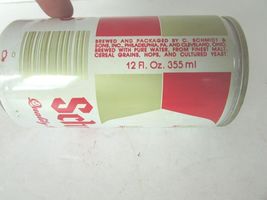 BREWED AND PACKAGED BY C. SCHMIDT &
SONS, INC., PHILADELPHIA, PA. AND CLEVELAND, OHIO.
BREWED WITH PURE WATER, FROM FINEST MALT,
CEREAL GRAINS, HOPS, AND CULTURED YEAST
12 Fl. Oz. 355 ml
Sch
Quality